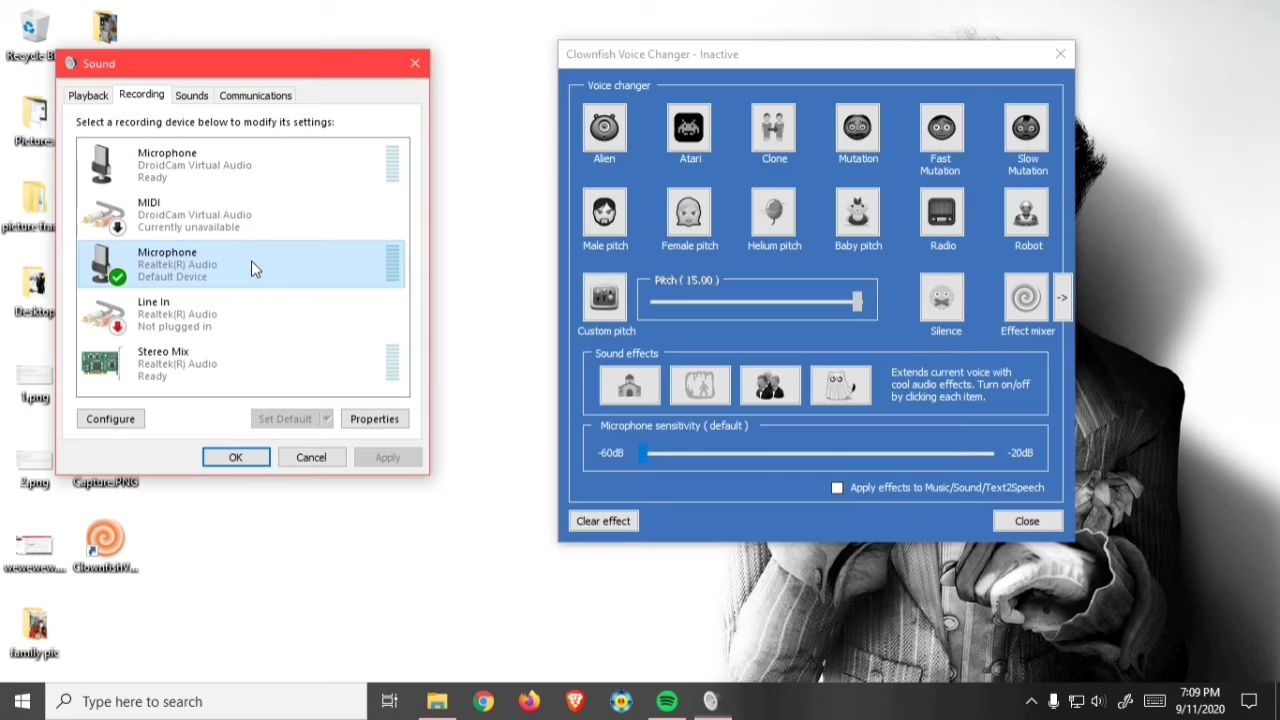 Recycle Bi
Pictures
picture fra
Desktop
1.png
2.png
Capture.PNG
wewewew....
ClownfishV...
family pic
Sound
Playback
Recording
Sounds
Communications
Select a recording device below to modify its settings:
Microphone
DroidCam Virtual Audio
Ready
MIDI
DroidCam Virtual Audio
Currently unavailable
Microphone
Realtek(R) Audio
Default Device
Line In
Realtek(R) Audio
Not plugged in
Stereo Mix
Realtek(R) Audio
Ready
Configure
Set Default
Properties
OK
Cancel
Apply
Clownfish Voice Changer - Inactive
Voice changer
Alien
Atari
Clone
Mutation
Fast
Mutation
Slow
Mutation
Male pitch
Female pitch
Helium pitch
Baby pitch
Radio
Robot
Custom pitch
Pitch ( 15.00 )
Silence
Effect mixer
->
Sound effects
Extends current voice with
cool audio effects. Turn on/off
by clicking each item.
Microphone sensitivity ( default )
-60dB
-20dB
Apply effects to Music/Sound/Text2Speech
Clear effect
Close
Type here to search
7:09 PM
9/11/2020